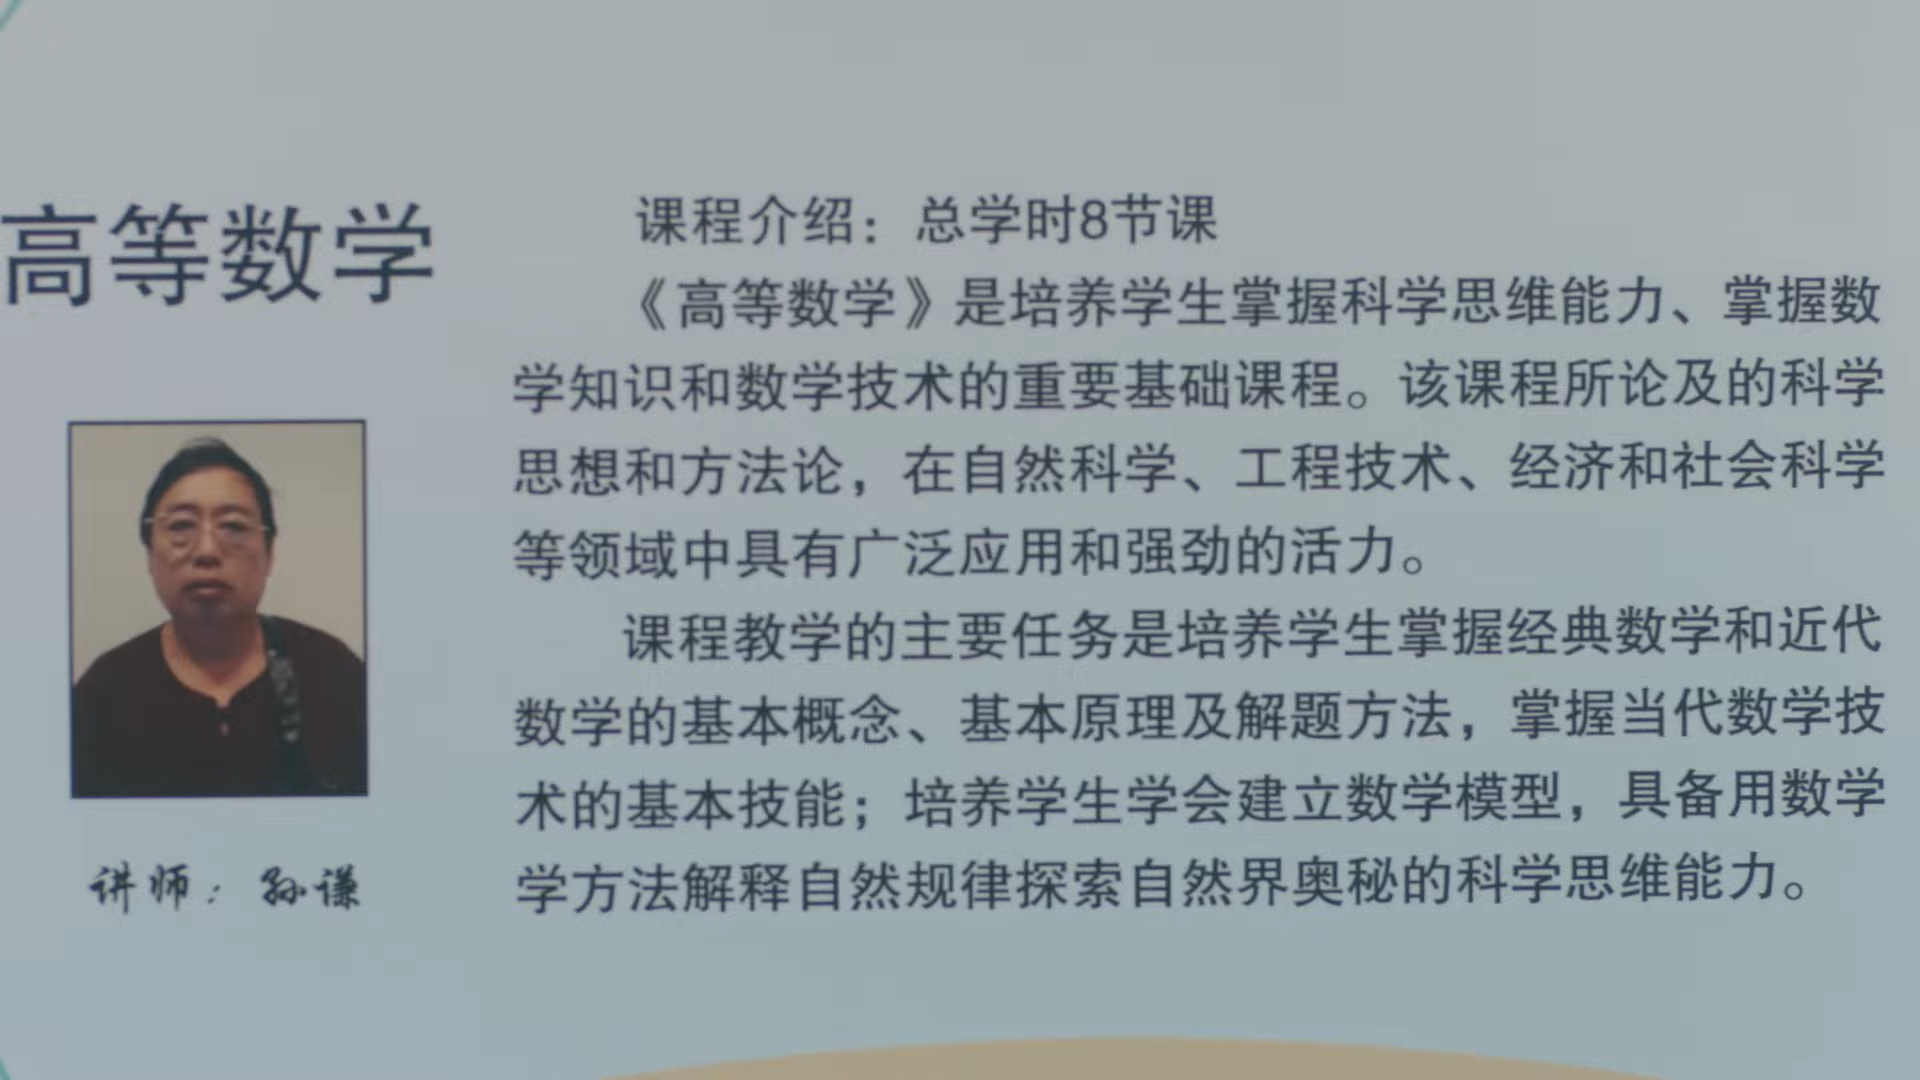 高等数学
课程介绍：总学时8节课
《高等数学》是培养学生掌握科学思维能力、掌握数
学知识和数学技术的重要基础课程。该课程所论及的科学
思想和方法论，在自然科学、工程技术、经济和社会科学
等领域中具有广泛应用和强劲的活力。
课程教学的主要任务是培养学生掌握经典数学和近代
数学的基本概念、基本原理及解题方法，掌握当代数学技
术的基本技能；培养学生学会建立数学模型，具备用数学
学方法解释自然规律探索自然界奥秘的科学思维能力。
讲师：孙谦